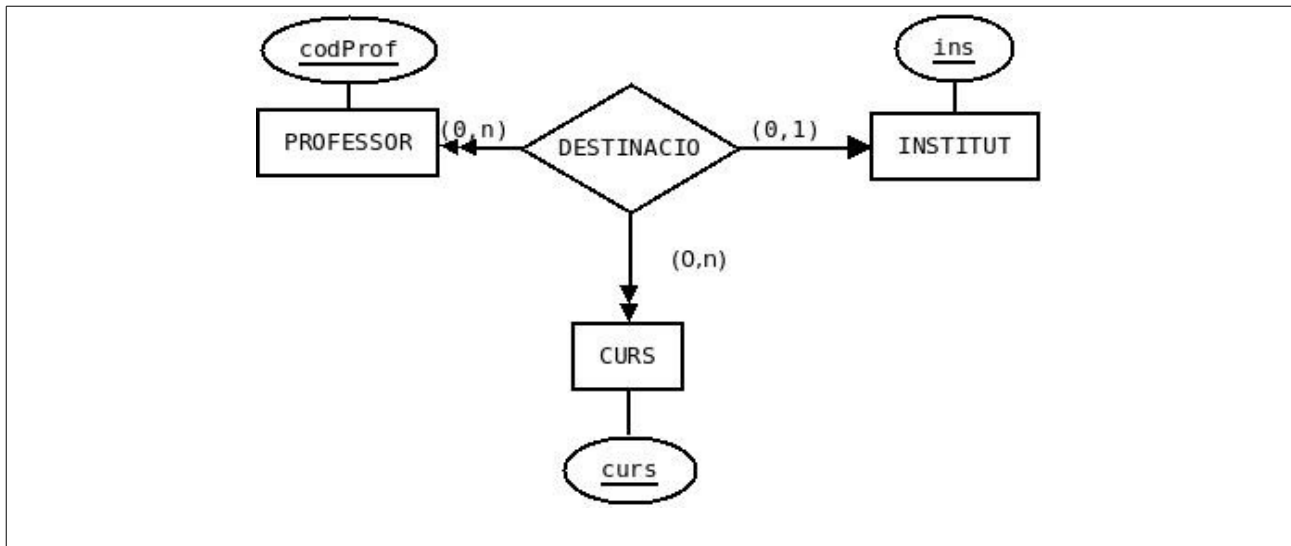 codProf
ins
PROFESSOR
(0,n)
DESTINACIO
(0,1)
INSTITUT
(0,n)
CURS
curs